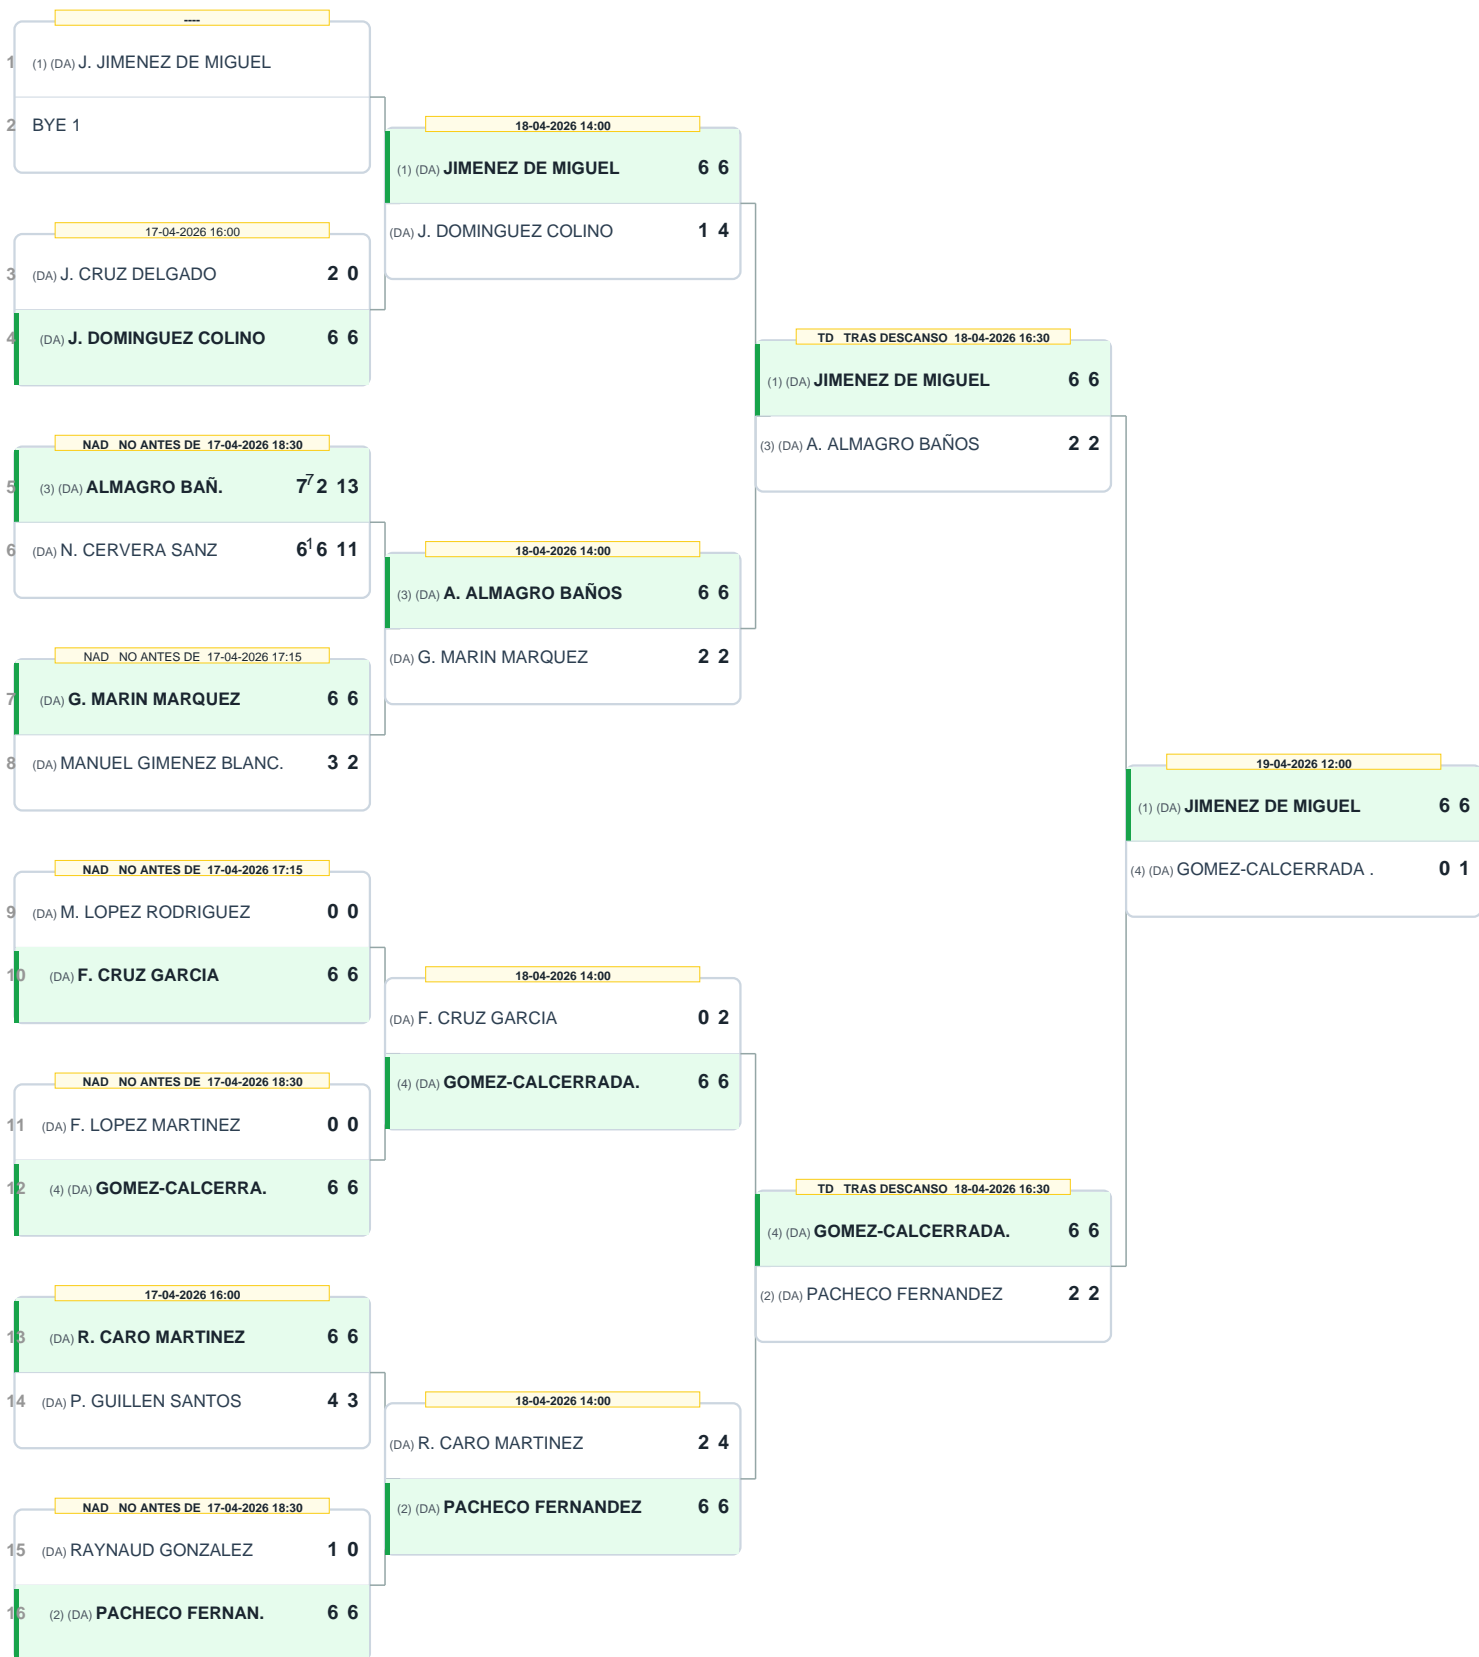 ----
1 (1) (DA) J. JIMENEZ DE MIGUEL
2 BYE 1
17-04-2026 16:00
3 (DA) J. CRUZ DELGADO 2 0
4 (DA) J. DOMINGUEZ COLINO 6 6
NAD NO ANTES DE 17-04-2026 18:30
5 (3) (DA) ALMAGRO BAÑ. 7 7 2 13
6 (DA) N. CERVERA SANZ 6 1 6 11
NAD NO ANTES DE 17-04-2026 17:15
7 (DA) G. MARIN MARQUEZ 6 6
8 (DA) MANUEL GIMENEZ BLANC. 3 2
NAD NO ANTES DE 17-04-2026 17:15
9 (DA) M. LOPEZ RODRIGUEZ 0 0
10 (DA) F. CRUZ GARCIA 6 6
NAD NO ANTES DE 17-04-2026 18:30
11 (DA) F. LOPEZ MARTINEZ 0 0
12 (4) (DA) GOMEZ-CALCERRA. 6 6
17-04-2026 16:00
13 (DA) R. CARO MARTINEZ 6 6
14 (DA) P. GUILLEN SANTOS 4 3
NAD NO ANTES DE 17-04-2026 18:30
15 (DA) RAYNAUD GONZALEZ 1 0
16 (2) (DA) PACHECO FERNAN. 6 6
18-04-2026 14:00
(1) (DA) JIMENEZ DE MIGUEL 6 6
(DA) J. DOMINGUEZ COLINO 1 4
18-04-2026 14:00
(3) (DA) A. ALMAGRO BAÑOS 6 6
(DA) G. MARIN MARQUEZ 2 2
18-04-2026 14:00
(DA) F. CRUZ GARCIA 0 2
(4) (DA) GOMEZ-CALCERRADA. 6 6
18-04-2026 14:00
(DA) R. CARO MARTINEZ 2 4
(2) (DA) PACHECO FERNANDEZ 6 6
TD TRAS DESCANSO 18-04-2026 16:30
(1) (DA) JIMENEZ DE MIGUEL 6 6
(3) (DA) A. ALMAGRO BAÑOS 2 2
TD TRAS DESCANSO 18-04-2026 16:30
(4) (DA) GOMEZ-CALCERRADA. 6 6
(2) (DA) PACHECO FERNANDEZ 2 2
19-04-2026 12:00
(1) (DA) JIMENEZ DE MIGUEL 6 6
(4) (DA) GOMEZ-CALCERRADA . 0 1